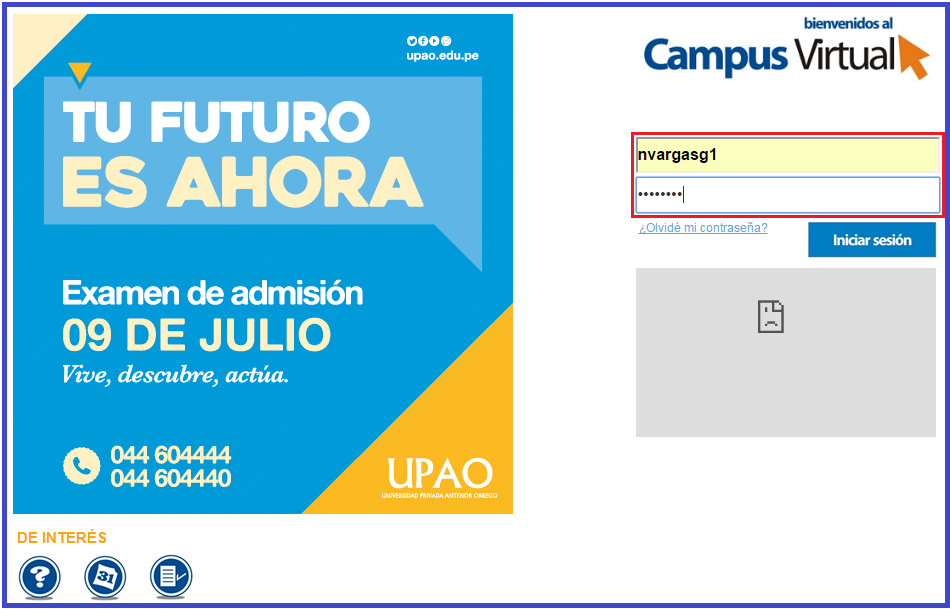 upao.edu.pe
TU FUTURO
ES AHORA
Examen de admisión
09 DE JULIO
Vive, descubre, actúa.
044 604444
044 604440
UPAO
UNIVERSIDAD PRIVADA ANTENOR ORREGO
bienvenidos al
Campus Virtual
nvargasg1
••••••••
¿Olvidé mi contraseña?
Iniciar sesión
DE INTERÉS
?
31